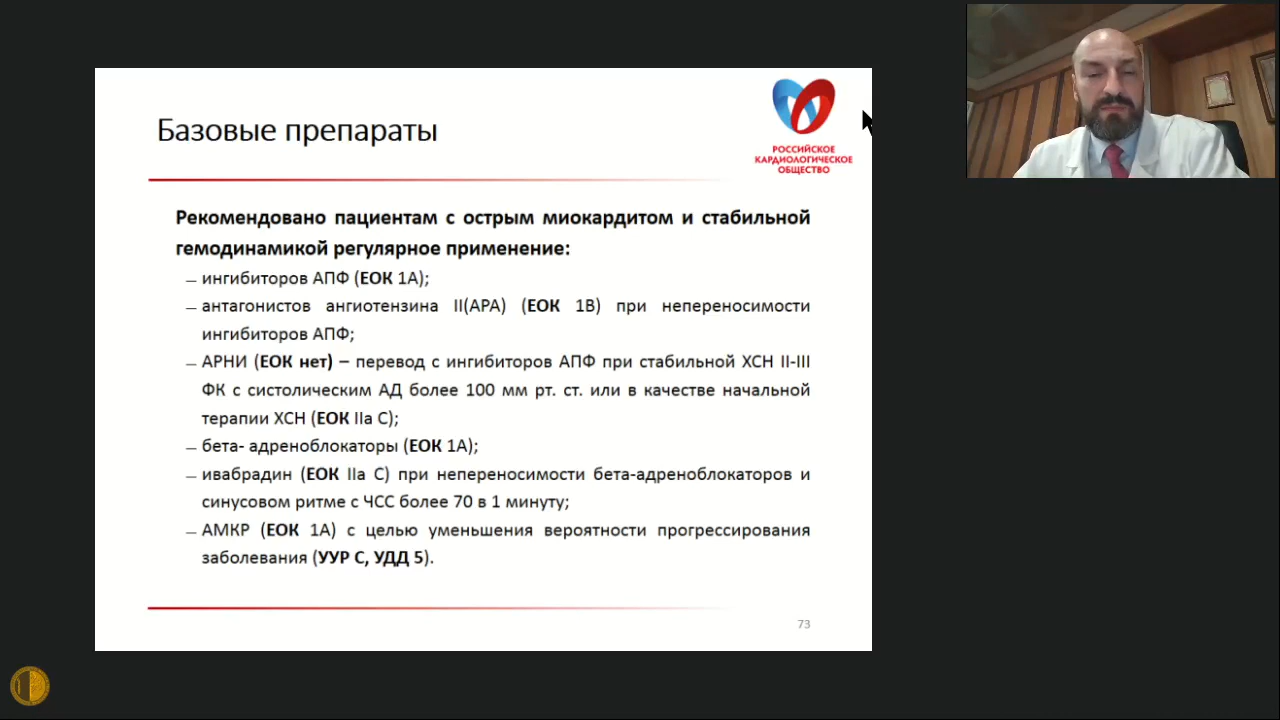 Базовые препараты
РОССИЙСКОЕ
КАРДИОЛОГИЧЕСКОЕ
ОБЩЕСТВО
Рекомендовано пациентам с острым миокардитом и стабильной
гемодинамикой регулярное применение:
– ингибиторов АПФ (ЕОК 1А);
– антагонистов ангиотензина II(АРА) (ЕОК 1В) при непереносимости
ингибиторов АПФ;
– АРНИ (ЕОК нет) – перевод с ингибиторов АПФ при стабильной ХСН II-III
ФК с систолическим АД более 100 мм рт. ст. или в качестве начальной
терапии ХСН (ЕОК IIa C);
– бета- адреноблокаторы (ЕОК 1А);
– ивабрадин (ЕОК IIa C) при непереносимости бета-адреноблокаторов и
синусовом ритме с ЧСС более 70 в 1 минуту;
– АМКР (ЕОК 1А) с целью уменьшения вероятности прогрессирования
заболевания (УУР С, УДД 5).
73